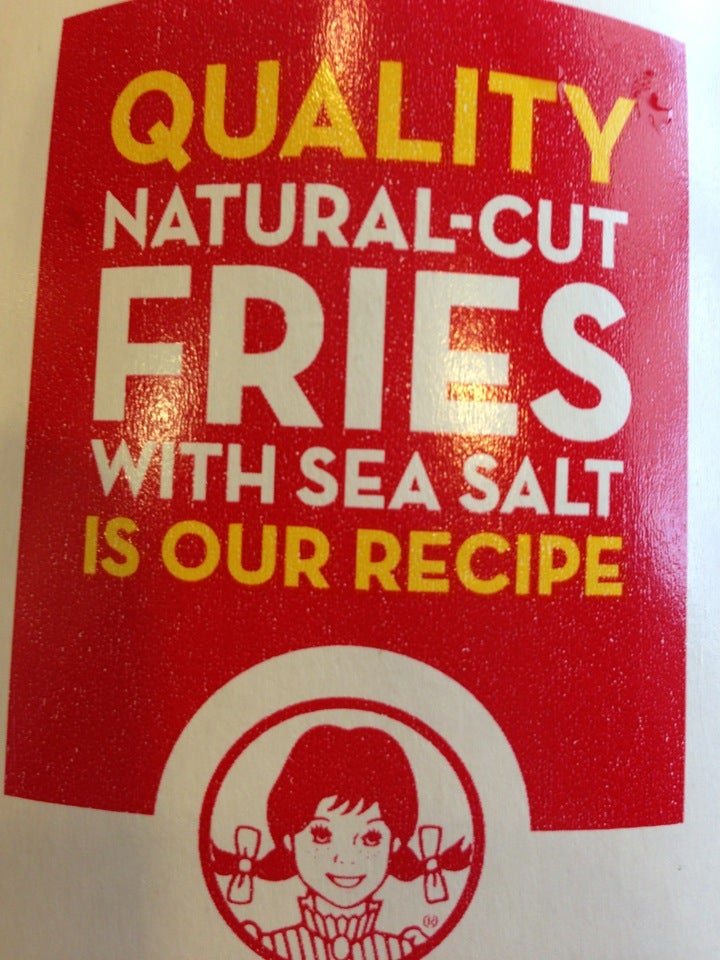 QUALITY
NATURAL-CUT
FRIES
WITH SEA SALT
IS OUR RECIPE
®